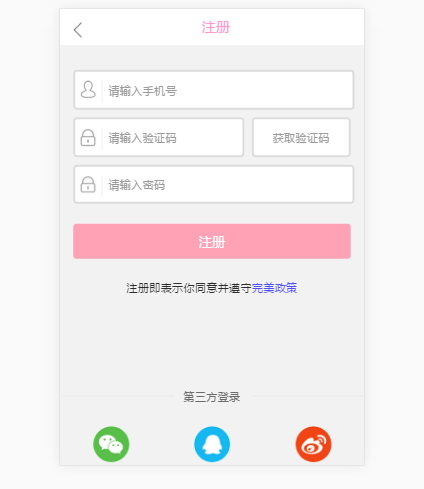 注册
请输入手机号
请输入验证码 获取验证码
请输入密码
注册
注册即表示你同意并遵守完美政策
第三方登录